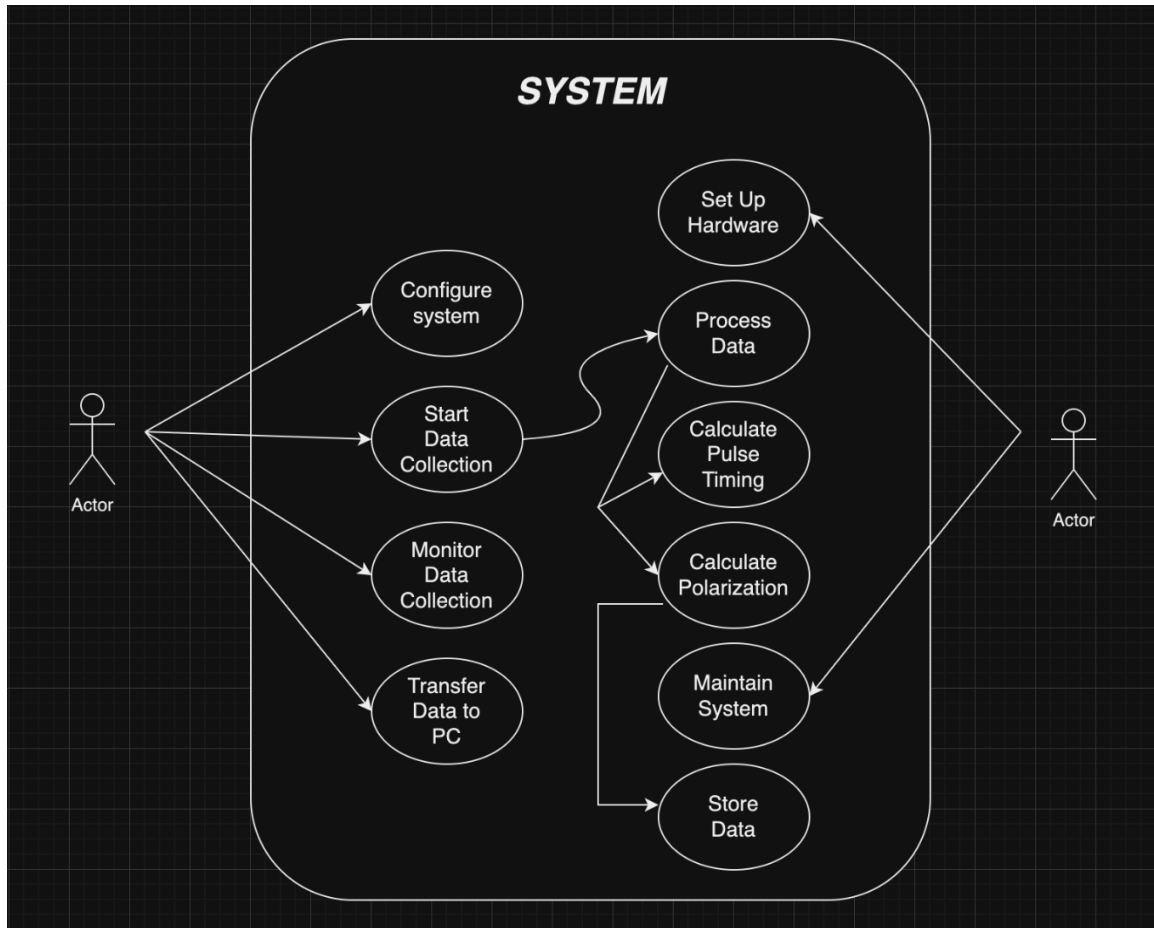 SYSTEM
Set Up
Hardware
Configure
system
Process
Data
Start
Data
Collection
Calculate
Pulse
Timing
Actor
Actor
Monitor
Data
Collection
Calculate
Polarization
Transfer
Data to
PC
Maintain
System
Store
Data